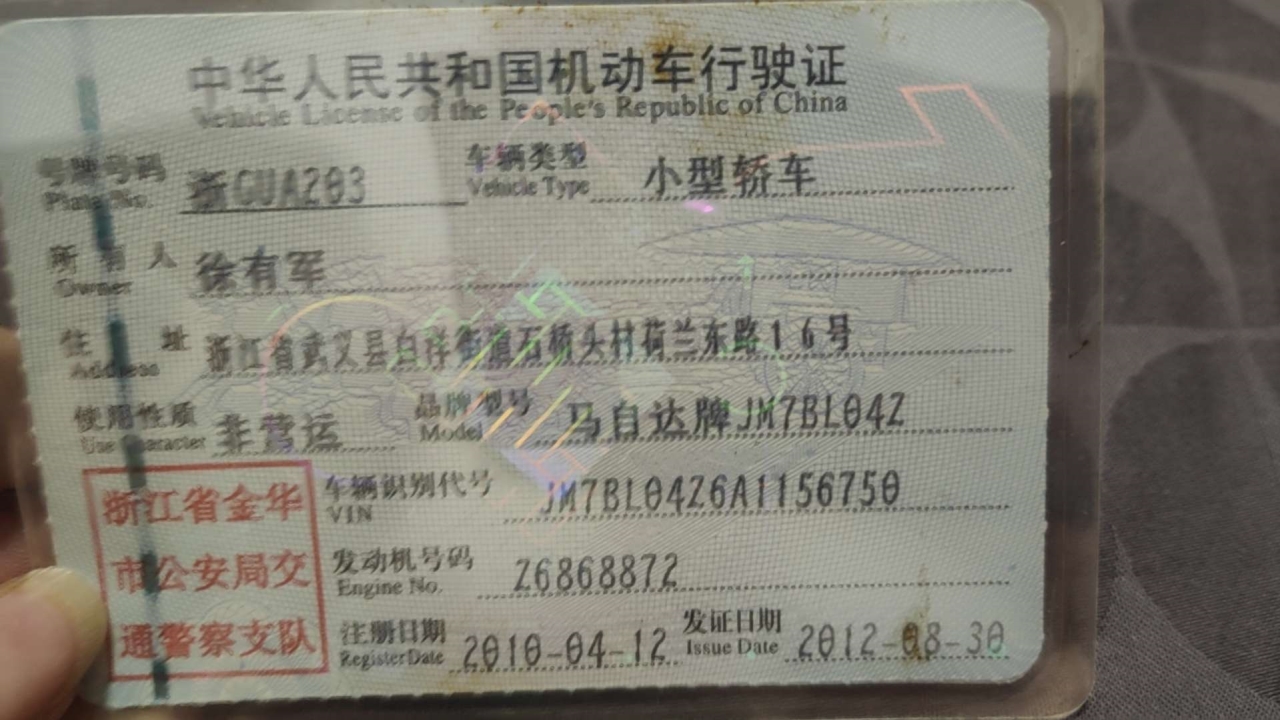 中华人民共和国机动车行驶证
Vehicle License of the People's Republic of China
号牌号码 浙GUA203 车辆类型 小型轿车
Plate No. Vehicle Type
所有人 徐有军
Owner
住址 浙江省武义县白洋街道石桥头村荷兰东路16号
Address
使用性质 非营运 品牌型号 马自达牌JM7BL04Z
Use Character Model
浙江省金华 车辆识别代号 JM7BL04Z6A1156750
VIN
市公安局交 发动机号码 Z6868872
Engine No.
通警察支队 注册日期 2010-04-12 发证日期 2012-08-30
Register Date Issue Date